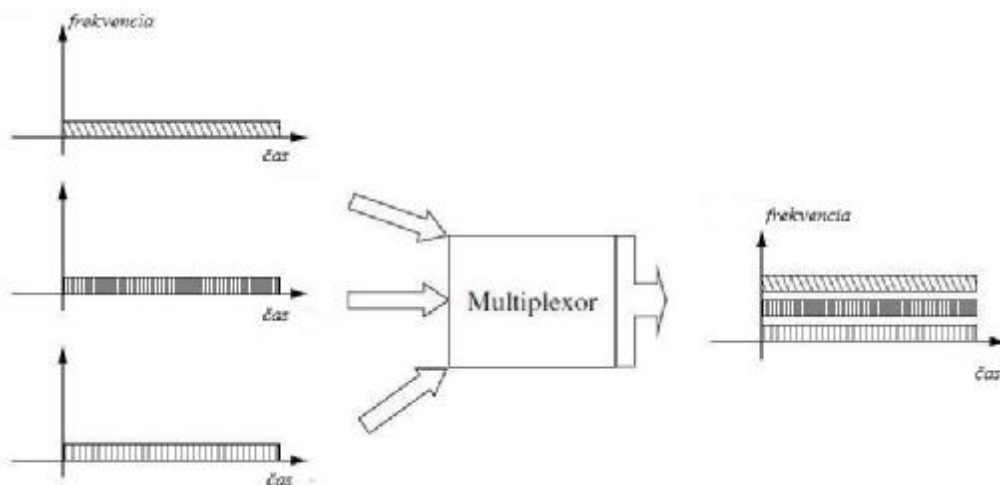 frekvencia
čas
čas
čas
Multiplexor
frekvencia
čas